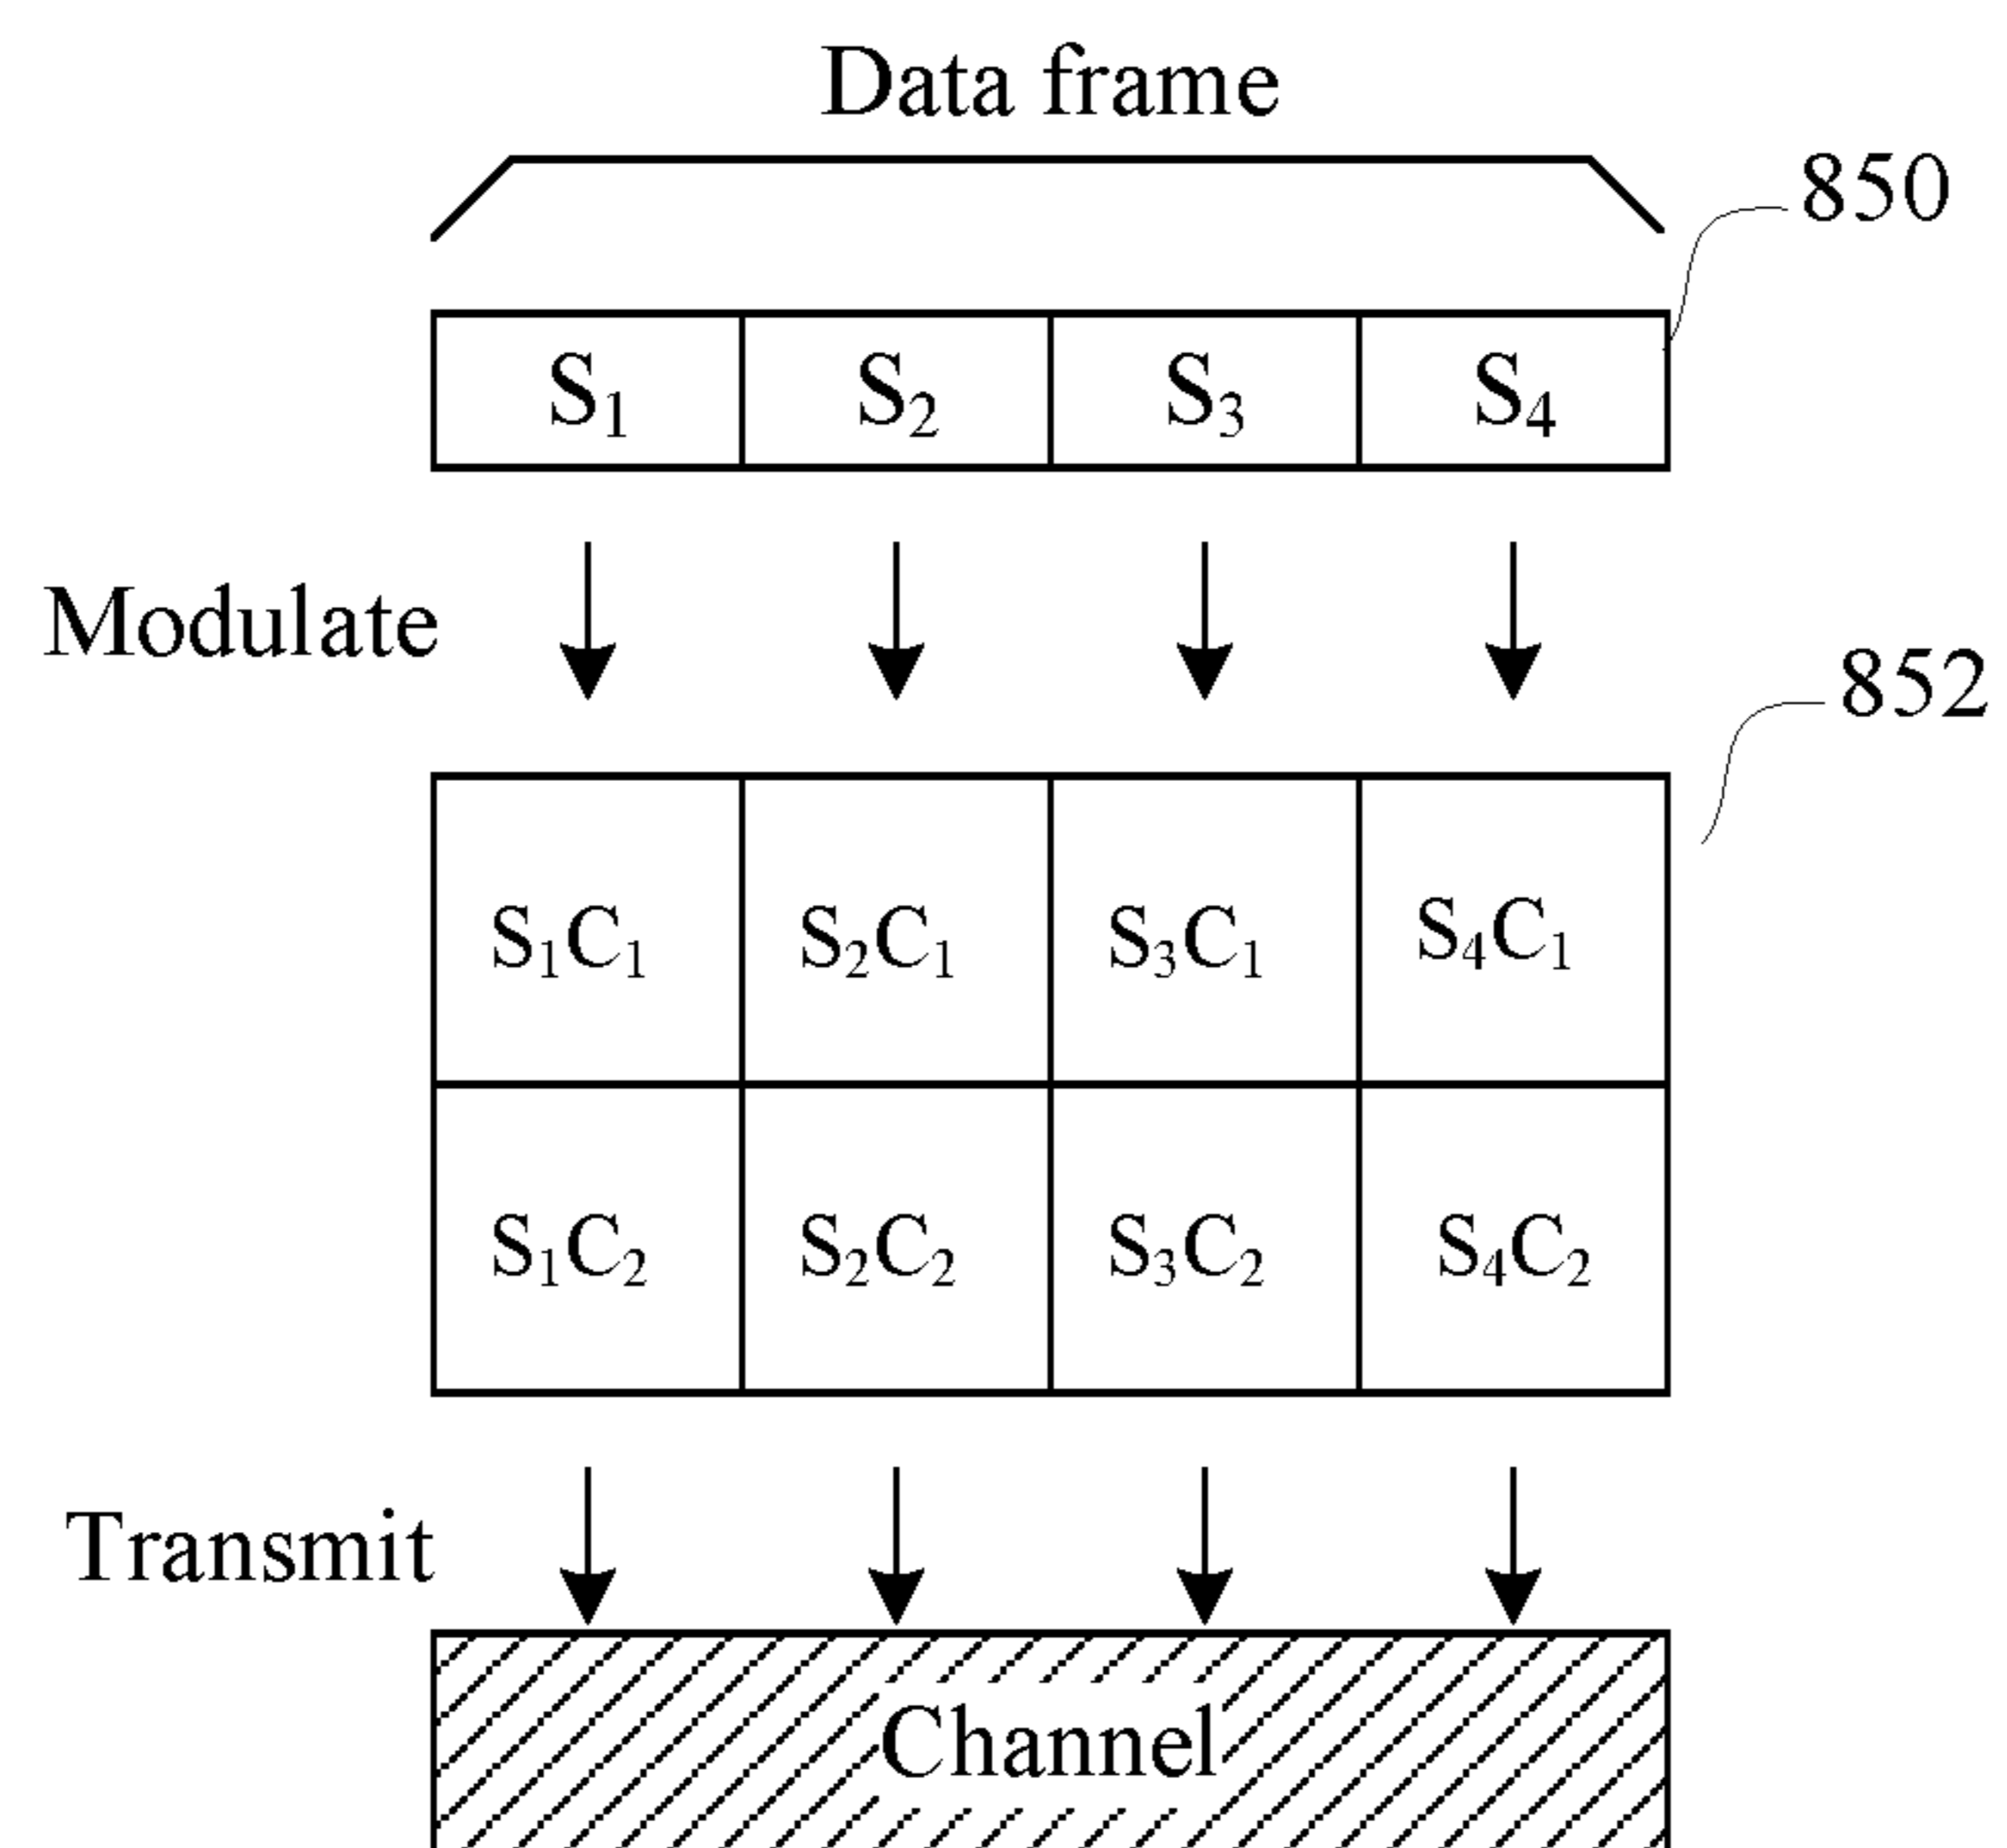 Data frame
850
S₁ S₂ S₃ S₄
Modulate
852
S₁C₁ S₂C₁ S₃C₁ S₄C₁
S₁C₂ S₂C₂ S₃C₂ S₄C₂
Transmit
Channel